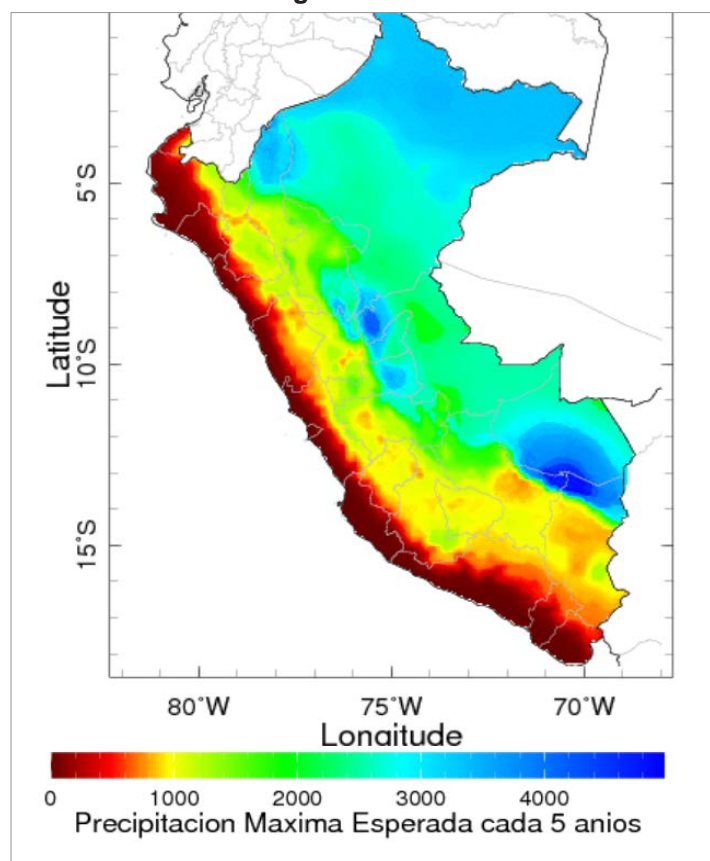 Latitude
5°S
10°S
15°S
80°W 75°W 70°W
Longitude
0 1000 2000 3000 4000
Precipitacion Maxima Esperada cada 5 anios